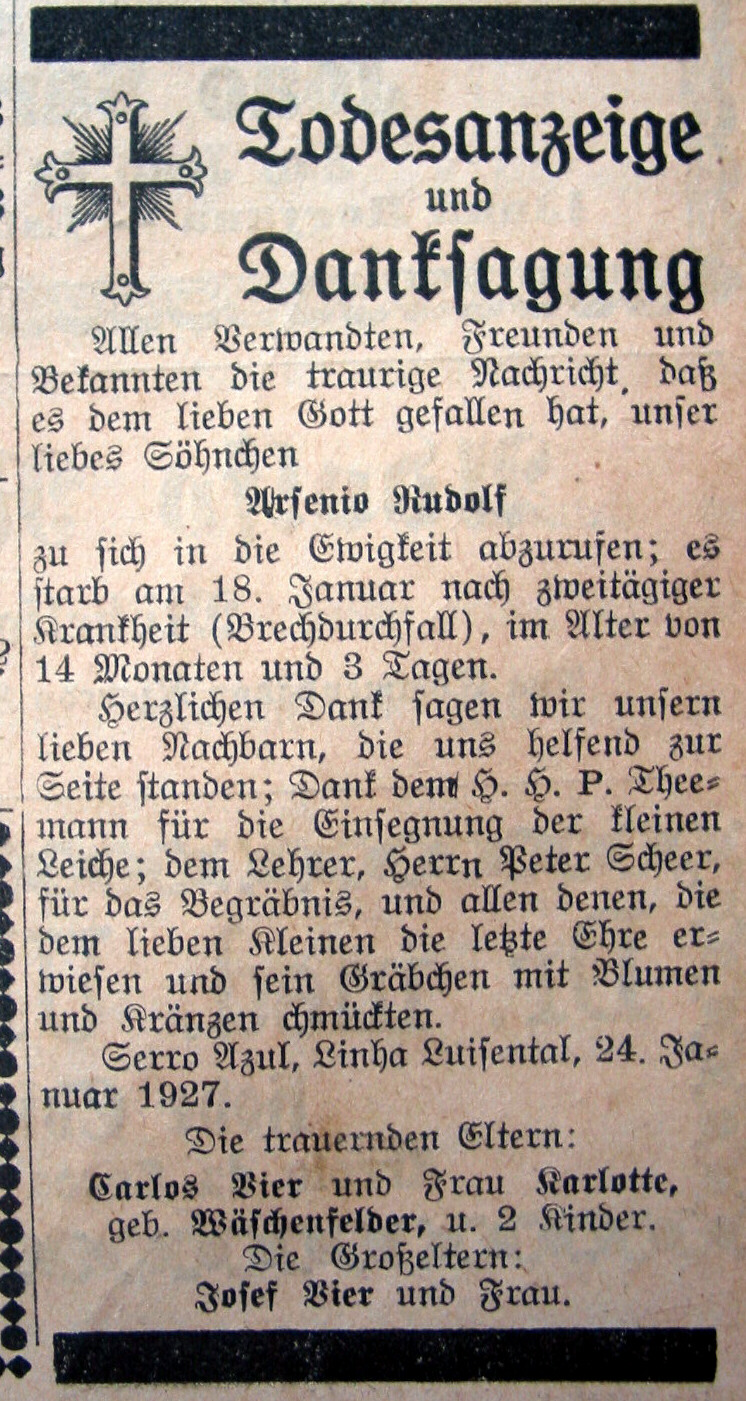 Todesanzeige
und
Danksagung
Allen Verwandten, Freunden und
Bekannten die traurige Nachricht, daß
es dem lieben Gott gefallen hat, unser
liebes Söhnchen
Arsenio Rudolf
zu sich in die Ewigkeit abzurufen; es
starb am 18. Januar nach zweitägiger
Krankheit (Brechdurchfall), im Alter von
14 Monaten und 3 Tagen.
Herzlichen Dank sagen wir unsern
lieben Nachbarn, die uns helfend zur
Seite standen; Dank dem H. H. P. Thee-
mann für die Einsegnung der kleinen
Leiche; dem Lehrer, Herrn Peter Scheer,
für das Begräbnis, und allen denen, die
dem lieben Kleinen die letzte Ehre er-
wiesen und sein Gräbchen mit Blumen
und Kränzen chmückten.
Serro Azul, Linha Luisental, 24. Ja-
nuar 1927.
Die trauernden Eltern:
Carlos Vier und Frau Karlotte,
geb. Wäschenfelder, u. 2 Kinder.
Die Großeltern:
Josef Vier und Frau.